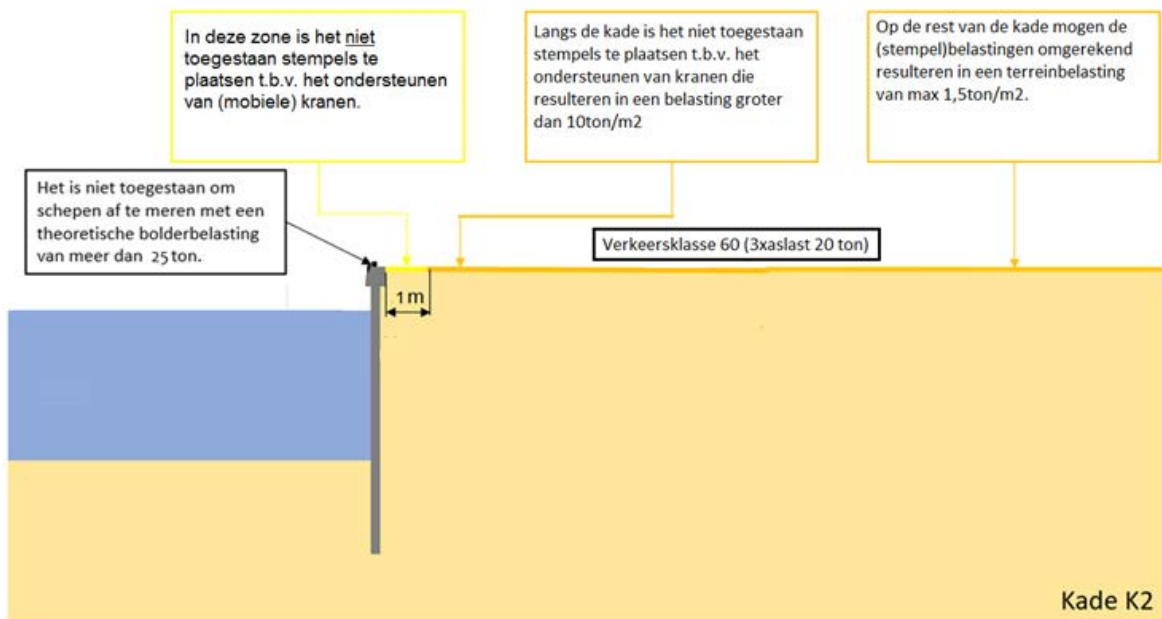 In deze zone is het niet
toegestaan stempels te
plaatsen t.b.v. het ondersteunen
van (mobiele) kranen.
Langs de kade is het niet toegestaan
stempels te plaatsen t.b.v. het
ondersteunen van kranen die
resulteren in een belasting groter
dan 10ton/m2
Op de rest van de kade mogen de
(stempel)belastingen omgerekend
resulteren in een terreinbelasting
van max 1,5ton/m2.
Het is niet toegestaan om
schepen af te meren met een
theoretische bolderbelasting
van meer dan 25 ton.
Verkeersklasse 60 (3xaslast 20 ton)
1 m
Kade K2